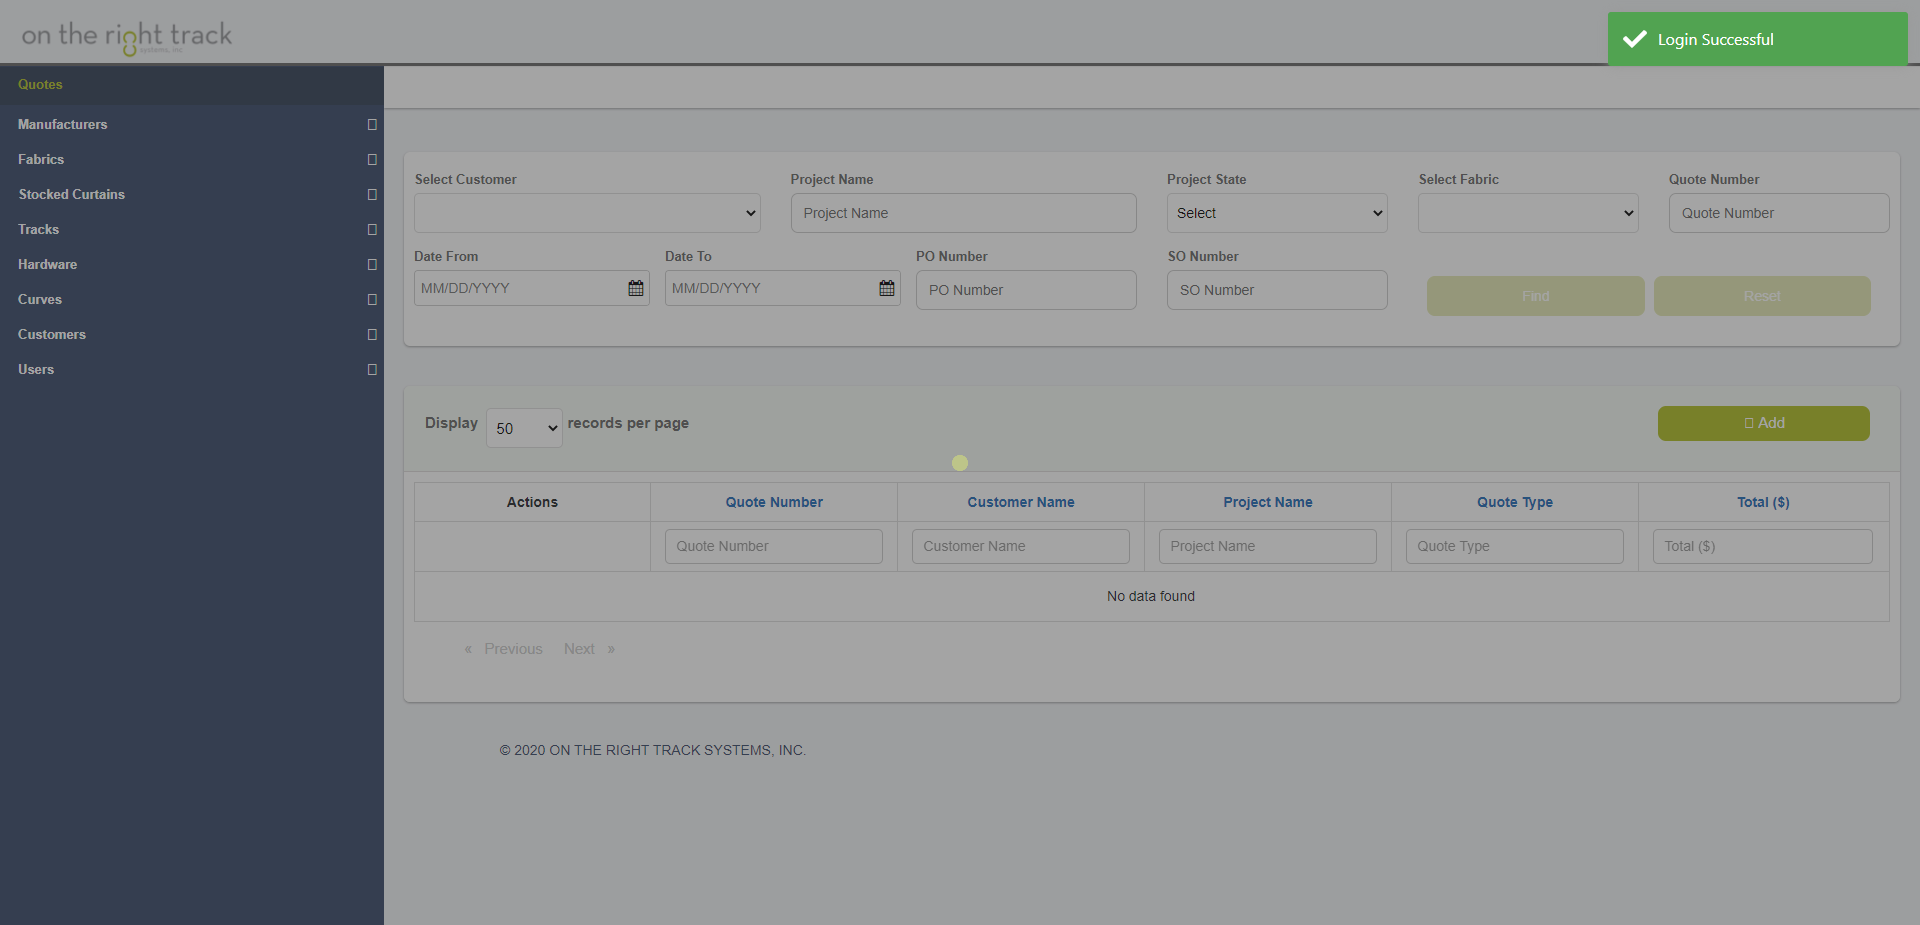 on the right track
systems, inc
Login Successful
Quotes
Manufacturers
Fabrics
Stocked Curtains
Tracks
Hardware
Curves
Customers
Users
Select Customer
Project Name
Project State
Select Fabric
Quote Number
Project Name
Select
Quote Number
Date From
Date To
PO Number
SO Number
MM/DD/YYYY
MM/DD/YYYY
PO Number
SO Number
Find
Reset
Display 50 records per page
Add
Actions
Quote Number
Customer Name
Project Name
Quote Type
Total ($)
Quote Number
Customer Name
Project Name
Quote Type
Total ($)
No data found
« Previous Next »
© 2020 ON THE RIGHT TRACK SYSTEMS, INC.